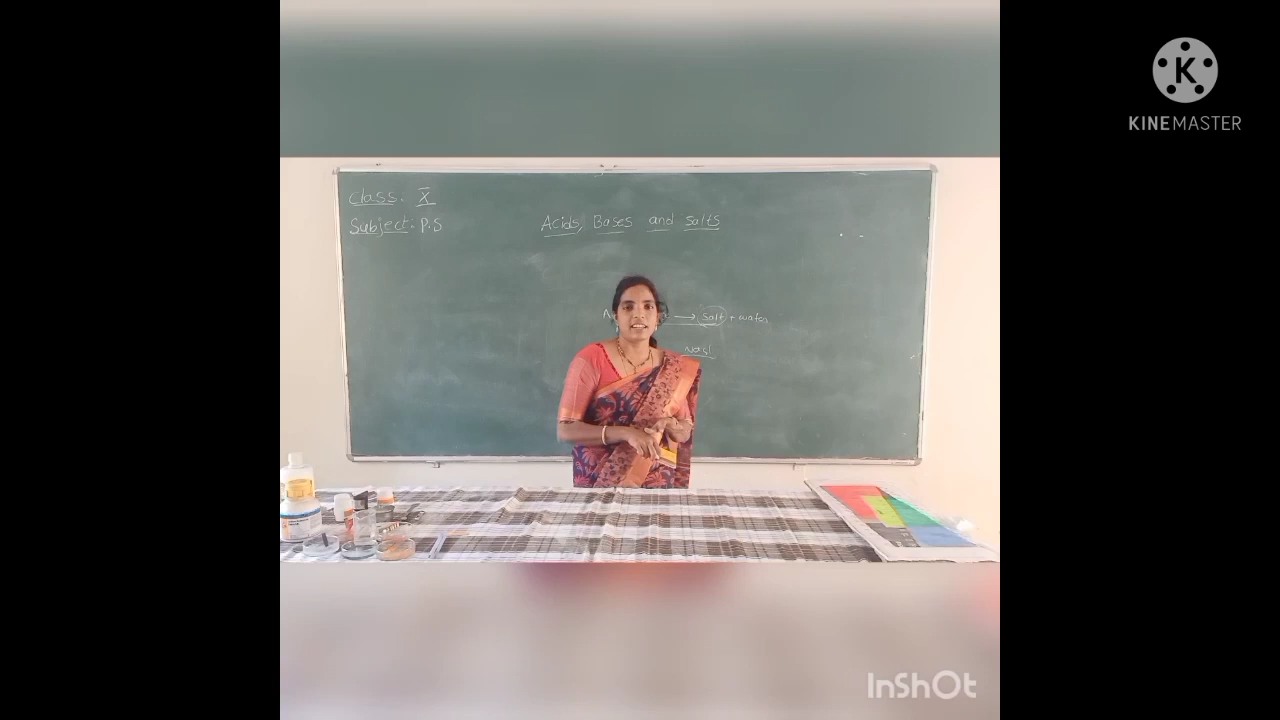 KINEMASTER
Class: X
Subject: P.S
Acids, Bases and salts
→ salt + water
Nacl
InShOt